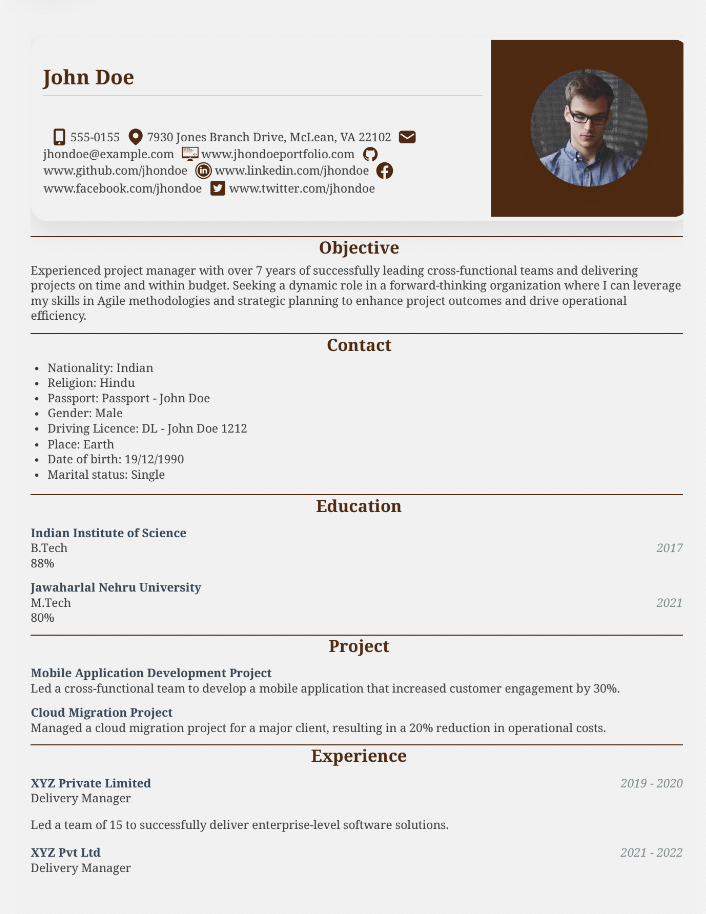 John Doe
555-0155 7930 Jones Branch Drive, McLean, VA 22102
jhondoe@example.com www.jhondoeportfolio.com
www.github.com/jhondoe www.linkedin.com/jhondoe
www.facebook.com/jhondoe www.twitter.com/jhondoe
Objective
Experienced project manager with over 7 years of successfully leading cross-functional teams and delivering
projects on time and within budget. Seeking a dynamic role in a forward-thinking organization where I can leverage
my skills in Agile methodologies and strategic planning to enhance project outcomes and drive operational
efficiency.
Contact
• Nationality: Indian
• Religion: Hindu
• Passport: Passport - John Doe
• Gender: Male
• Driving Licence: DL - John Doe 1212
• Place: Earth
• Date of birth: 19/12/1990
• Marital status: Single
Education
Indian Institute of Science
B.Tech 2017
88%
Jawaharlal Nehru University
M.Tech 2021
80%
Project
Mobile Application Development Project
Led a cross-functional team to develop a mobile application that increased customer engagement by 30%.
Cloud Migration Project
Managed a cloud migration project for a major client, resulting in a 20% reduction in operational costs.
Experience
XYZ Private Limited 2019 - 2020
Delivery Manager
Led a team of 15 to successfully deliver enterprise-level software solutions.
XYZ Pvt Ltd 2021 - 2022
Delivery Manager